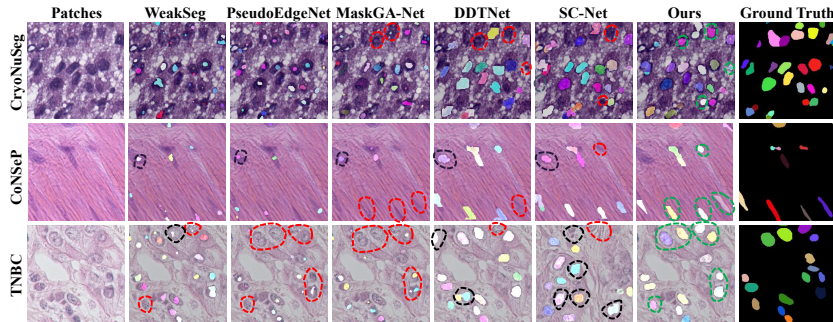 Patches WeakSeg PseudoEdgeNet MaskGA-Net DDTNet SC-Net Ours Ground Truth
CryoNuSeg
CoNSeP
TNBC